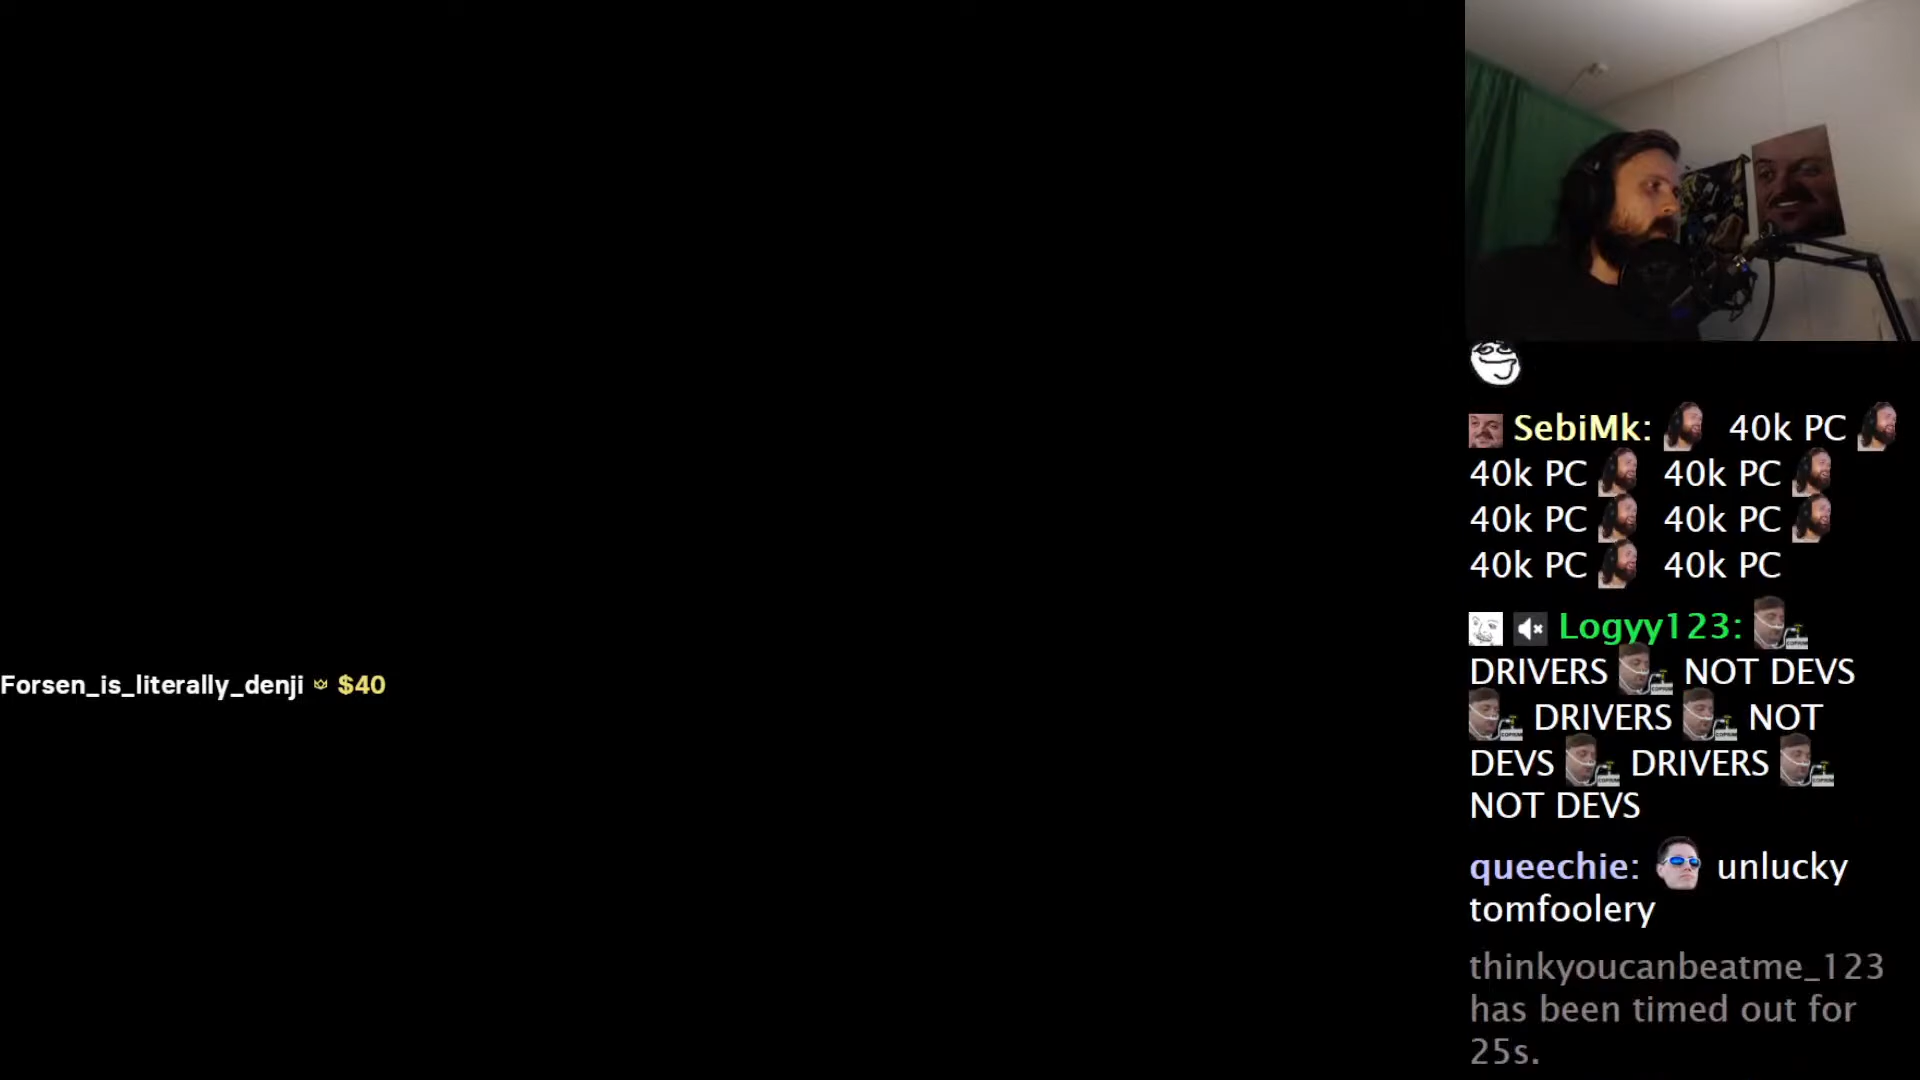 SebiMk: 40k PC
40k PC 40k PC
40k PC 40k PC
40k PC 40k PC
Logyy123:
DRIVERS NOT DEVS
DRIVERS NOT
DEVS DRIVERS
NOT DEVS
Forsen_is_literally_denji $40
queechie: unlucky
tomfoolery
thinkyoucanbeatme_123
has been timed out for
25s.